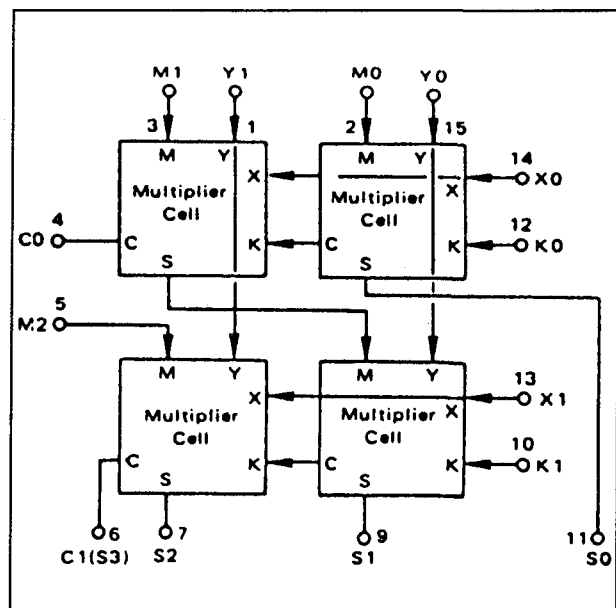 M1 Y1 M0 Y0
3 1 2 15
M Y M Y
14
X X X0
Multiplier Cell Multiplier Cell
4 12
C0 C K C K K0
S S
5
M2
M Y M Y
13
X X X1
Multiplier Cell Multiplier Cell
10
C K C K K1
S S
6 7 9 11
C1(S3) S2 S1 S0